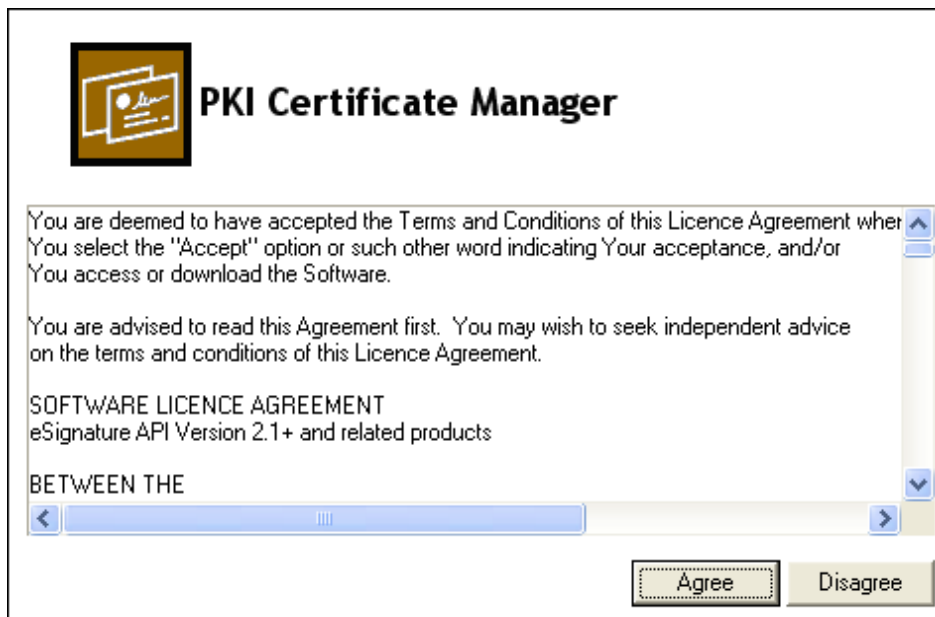 PKI Certificate Manager
You are deemed to have accepted the Terms and Conditions of this Licence Agreement when
You select the "Accept" option or such other word indicating Your acceptance, and/or
You access or download the Software.
You are advised to read this Agreement first.  You may wish to seek independent advice
on the terms and conditions of this Licence Agreement.
SOFTWARE LICENCE AGREEMENT
eSignature API Version 2.1+ and related products
BETWEEN THE
Agree
Disagree